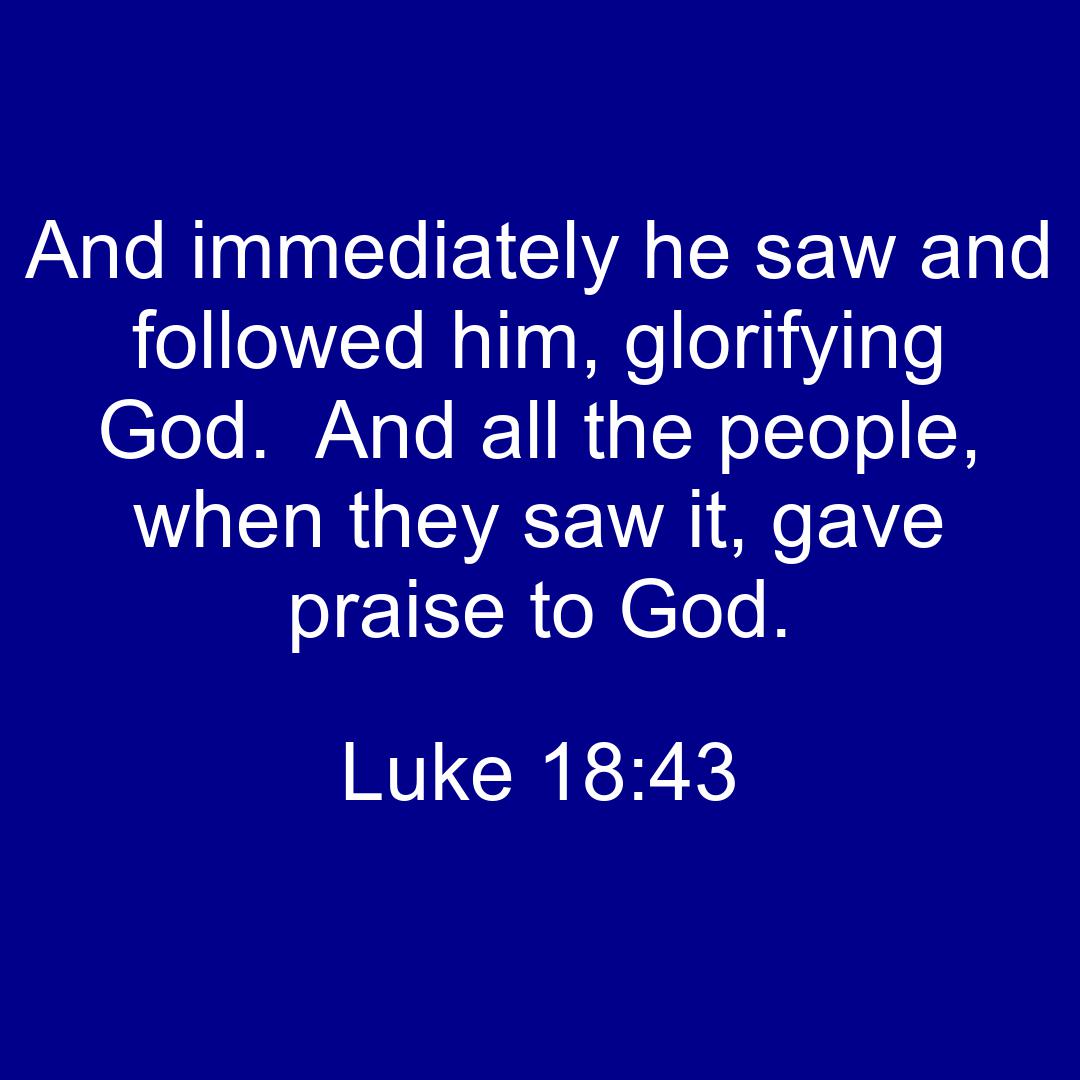 And immediately he saw and
followed him, glorifying
God.  And all the people,
when they saw it, gave
praise to God.
Luke 18:43